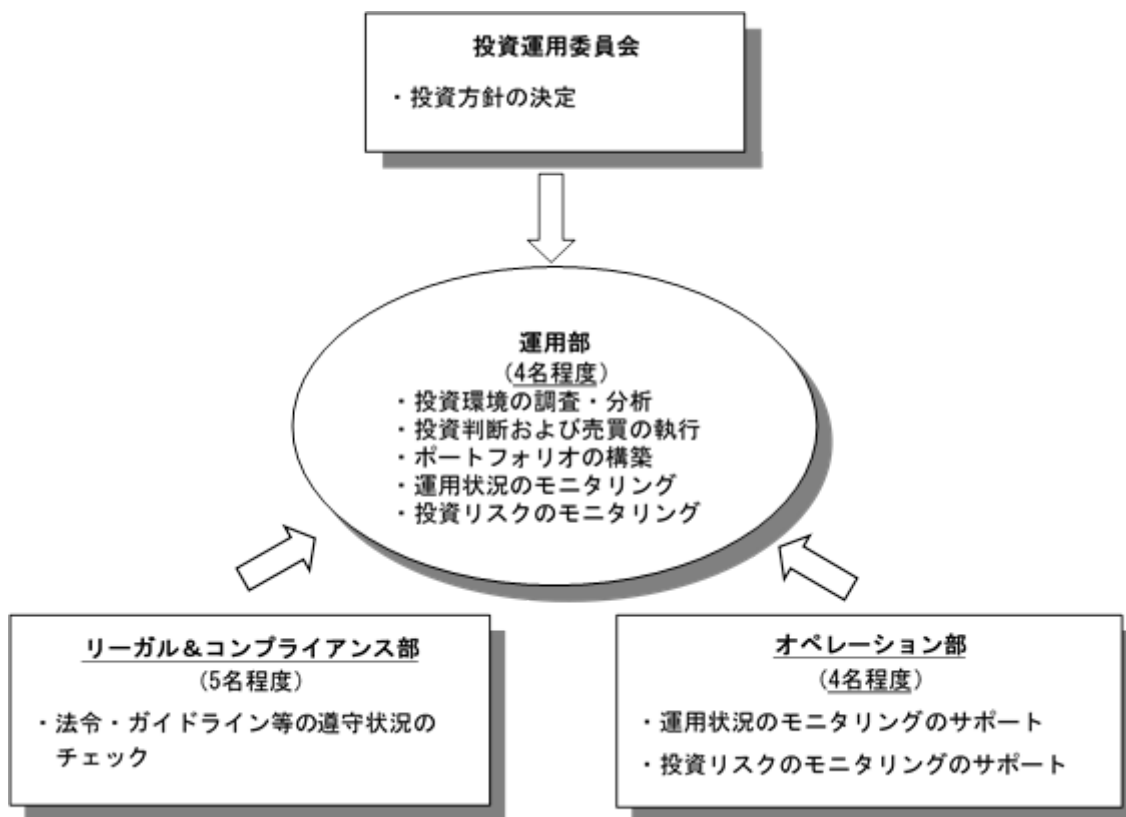 投資運用委員会
・投資方針の決定
運用部
（4名程度）
・投資環境の調査・分析
・投資判断および売買の執行
・ポートフォリオの構築
・運用状況のモニタリング
・投資リスクのモニタリング
リーガル＆コンプライアンス部
（5名程度）
・法令・ガイドライン等の遵守状況の
チェック
オペレーション部
（4名程度）
・運用状況のモニタリングのサポート
・投資リスクのモニタリングのサポート